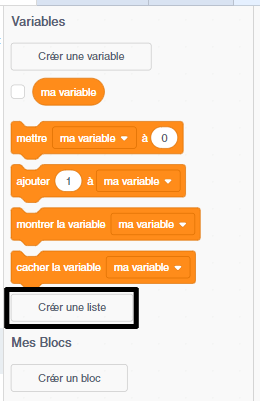 Variables
Créer une variable
ma variable
mettre ma variable à 0
ajouter 1 à ma variable
montrer la variable ma variable
cacher la variable ma variable
Créer une liste
Mes Blocs
Créer un bloc